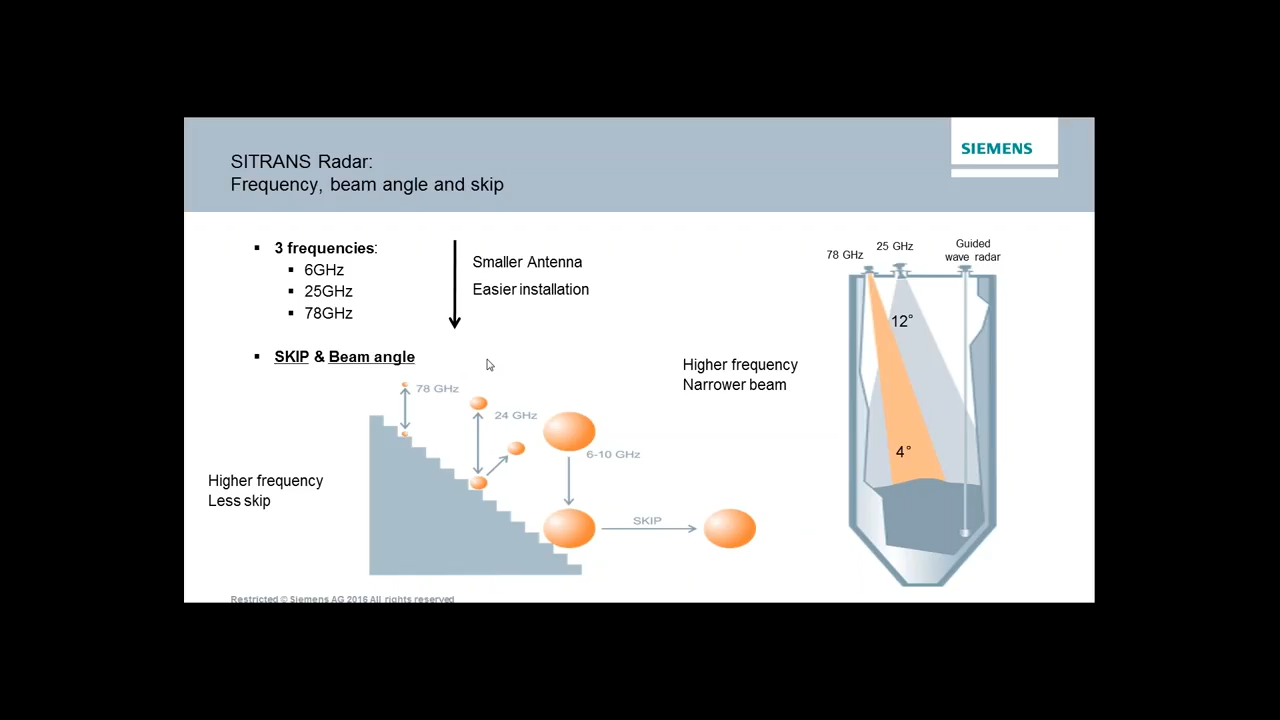 SITRANS Radar:
Frequency, beam angle and skip
SIEMENS
3 frequencies:
6GHz
25GHz
78GHz
Smaller Antenna
Easier installation
SKIP & Beam angle
78 GHz
24 GHz
6-10 GHz
SKIP
Higher frequency
Less skip
Higher frequency
Narrower beam
78 GHz
25 GHz
Guided
wave radar
12°
4°
Restricted © Siemens AG 2016 All rights reserved